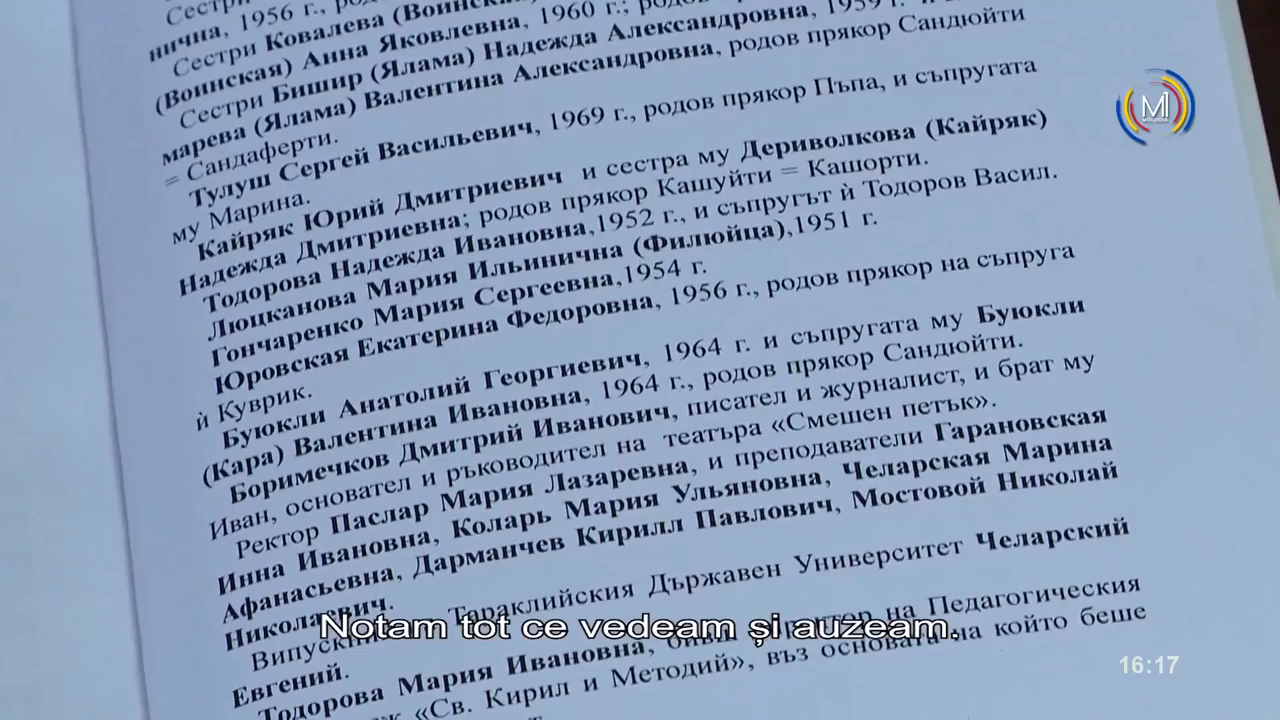 Сестри
нична, 1956 г., родов
Сестри Ковалева (Воинская)
(Воинская) Анна Яковлевна, 1960 г.;
Сестри Бишир (Ялама) Надежда Александровна, 1959 г.
марева (Ялама) Валентина Александровна, родов прякор Сандюйти
= Сандаферти.
Тулуш Сергей Васильевич, 1969 г., родов прякор Пъпа, и съпругата
му Марина.
Кайряк Юрий Дмитриевич и сестра му Дериволкова (Кайряк)
Надежда Дмитриевна; родов прякор Кашуйти = Кашорти.
Тодорова Надежда Ивановна,1952 г., и съпругът ѝ Тодоров Васил.
Люцканова Мария Ильинична (Филюйца),1951 г.
Гончаренко Мария Сергеевна,1954 г.
Юровская Екатерина Федоровна, 1956 г., родов прякор на съпруга
ѝ Куврик.
Буюкли Анатолий Георгиевич, 1964 г. и съпругата му Буюкли
(Кара) Валентина Ивановна, 1964 г., родов прякор Сандюйти.
Боримечков Дмитрий Иванович, писател и журналист, и брат му
Иван, основател и ръководител на театъра «Смешен петък».
Ректор Паслар Мария Лазаревна, и преподаватели Гарановская
Инна Ивановна, Коларь Мария Ульяновна, Челарская Марина
Афанасьевна, Дарманчев Кирилл Павлович, Мостовой Николай
Николаевич.
Тараклийския Държавен Университет Челарский
Евгений.
Тодорова Мария Ивановна, на Педагогическия
«Св. Кирил и Методий», въз основата на който беше
M1
MOLDOVA
Notam tot ce vedeam și auzeam.
16:17